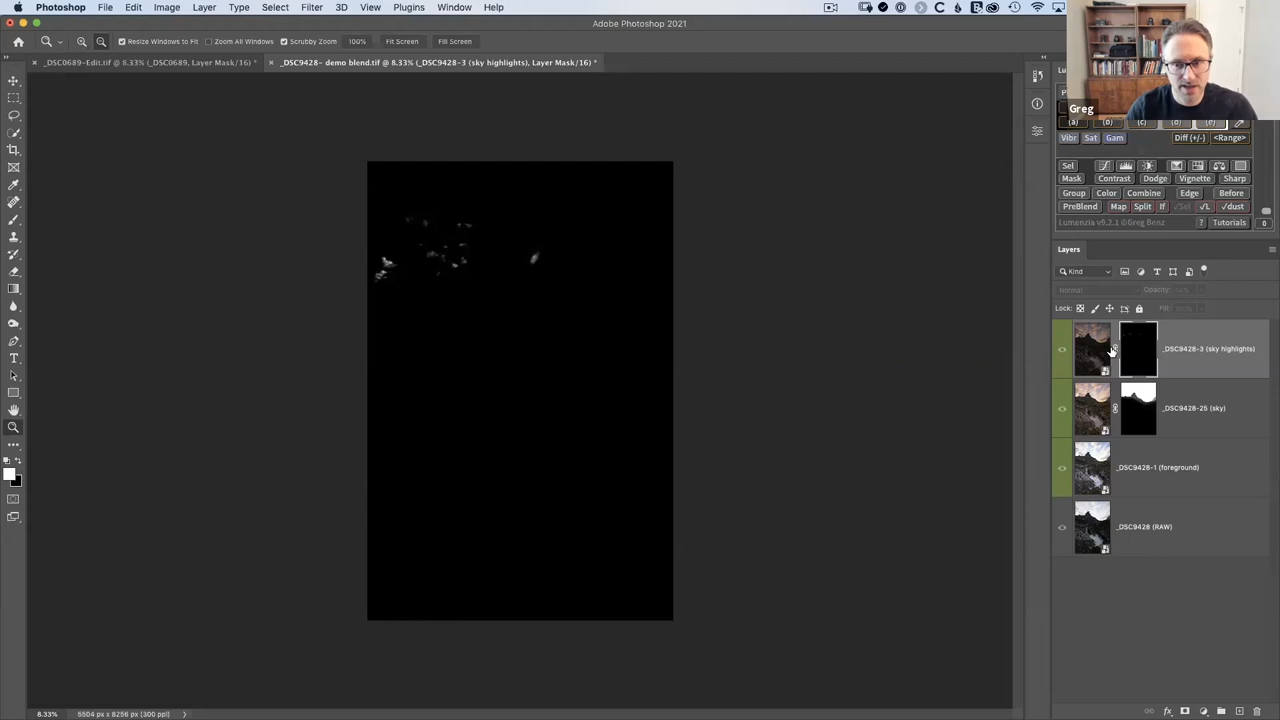 Photoshop File Edit Image Layer Type Select Filter 3D View Plugins Window Help
Adobe Photoshop 2021
Resize Windows to Fit Zoom All Windows Scrubby Zoom 100% Fit Screen Fill Screen
_DSC0689-Edit.tif @ 8.33% (_DSC0689, Layer Mask/16) * _DSC9428- demo blend.tif @ 8.33% (_DSC9428-3 (sky highlights), Layer Mask/16) *
Greg
(a) (b) (c) (d) (e)
Vibr Sat Gam Diff (+/-) <Range>
Sel
Mask Contrast Dodge Vignette Sharp
Group Color Combine Edge Before
PreBlend Map Split If √Sel √L √dust
Lumenzia v9.2.1 ©Greg Benz ? Tutorials 0
Layers
Kind
Normal Opacity:
Lock: Fill:
_DSC9428-3 (sky highlights)
_DSC9428-25 (sky)
_DSC9428-1 (foreground)
_DSC9428 (RAW)
8.33% 5504 px x 8256 px (300 ppi)